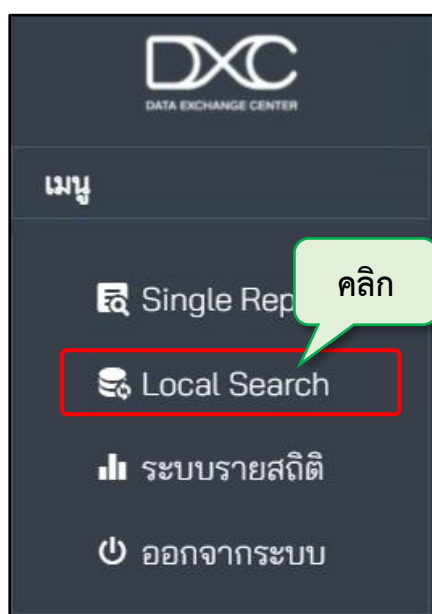 DXC
DATA EXCHANGE CENTER
เมนู
Single Rep
คลิก
Local Search
ระบบรายสถิติ
ออกจากระบบ